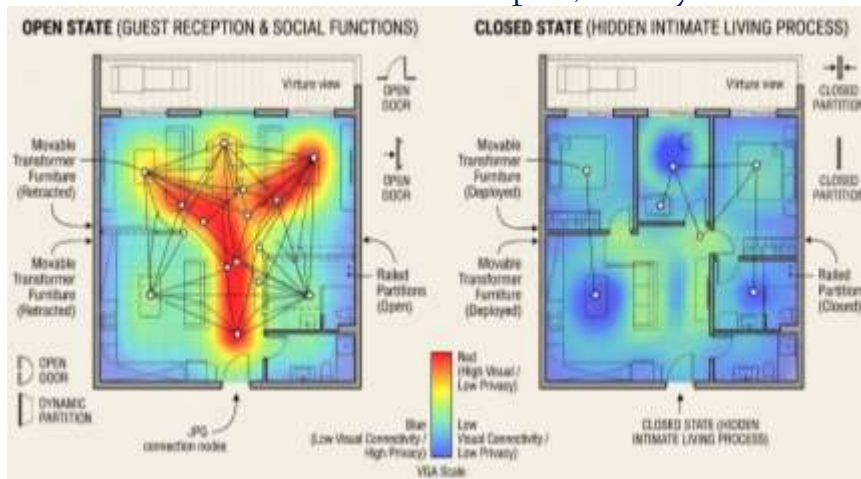 OPEN STATE (GUEST RECEPTION & SOCIAL FUNCTIONS)
Virture view
OPEN
DOOR
OPEN
DOOR
Movable
Transformer
Furniture
(Retracted)
Movable
Transformer
Furniture
(Retracted)
Railed
Partitions
(Open)
OPEN
DOOR
DYNAMIC
PARTITION
JPG
connection nodes
CLOSED STATE (HIDDEN INTIMATE LIVING PROCESS)
Virture view
CLOSED
PARTITION
CLOSED
PARTITION
Movable
Transformer
Furniture
(Deployed)
Movable
Transformer
Furniture
(Deployed)
Railed
Partitions
(Closed)
Red
(High Visual /
Low Privacy)
Blue
(Low Visual Connectivity /
High Privacy)
Low
Visual Connectivity /
Low Privacy)
VGA Scale
CLOSED STATE (HIDDEN
INTIMATE LIVING PROCESS)